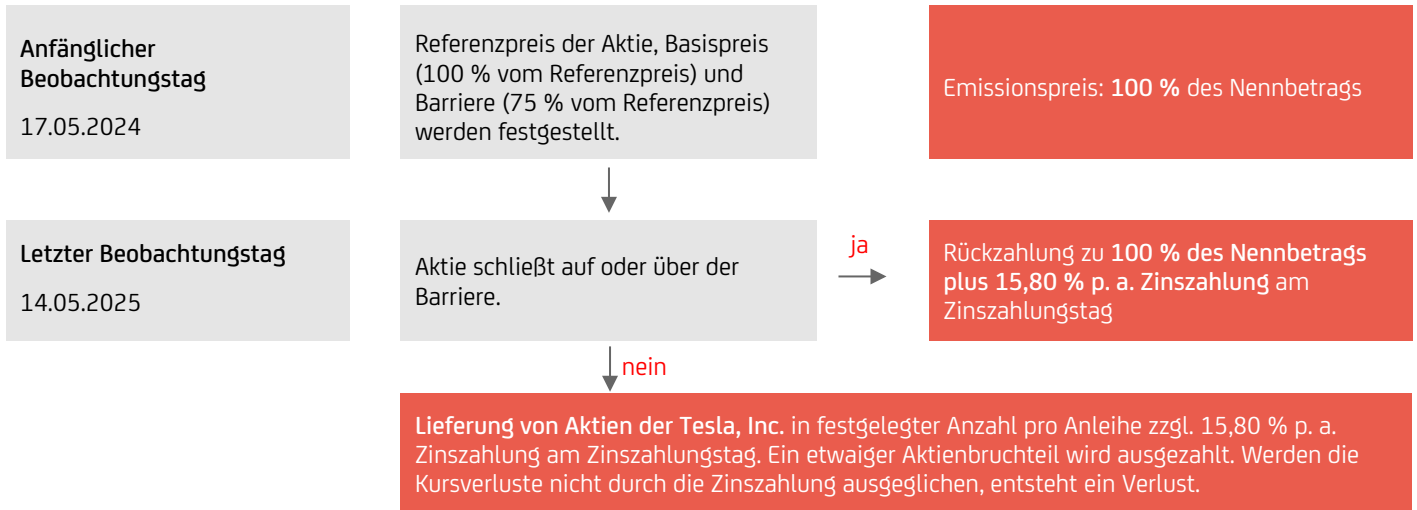 Anfänglicher
Beobachtungstag
17.05.2024
Referenzpreis der Aktie, Basispreis
(100 % vom Referenzpreis) und
Barriere (75 % vom Referenzpreis)
werden festgestellt.
Emissionspreis: 100 % des Nennbetrags
Letzter Beobachtungstag
14.05.2025
Aktie schließt auf oder über der
Barriere.
ja
Rückzahlung zu 100 % des Nennbetrags
plus 15,80 % p. a. Zinszahlung am
Zinszahlungstag
nein
Lieferung von Aktien der Tesla, Inc. in festgelegter Anzahl pro Anleihe zzgl. 15,80 % p. a.
Zinszahlung am Zinszahlungstag. Ein etwaiger Aktienbruchteil wird ausgezahlt. Werden die
Kursverluste nicht durch die Zinszahlung ausgeglichen, entsteht ein Verlust.